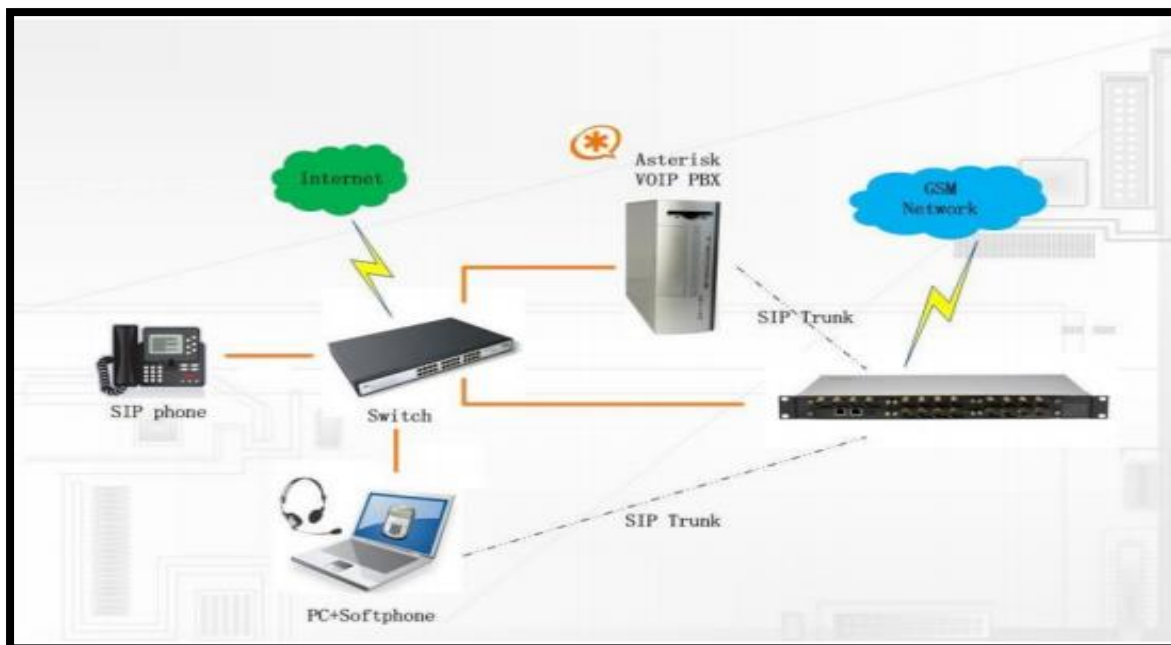 Internet
Asterisk
VOIP PBX
GSM
Network
SIP Trunk
SIP phone
Switch
SIP Trunk
PC+Softphone